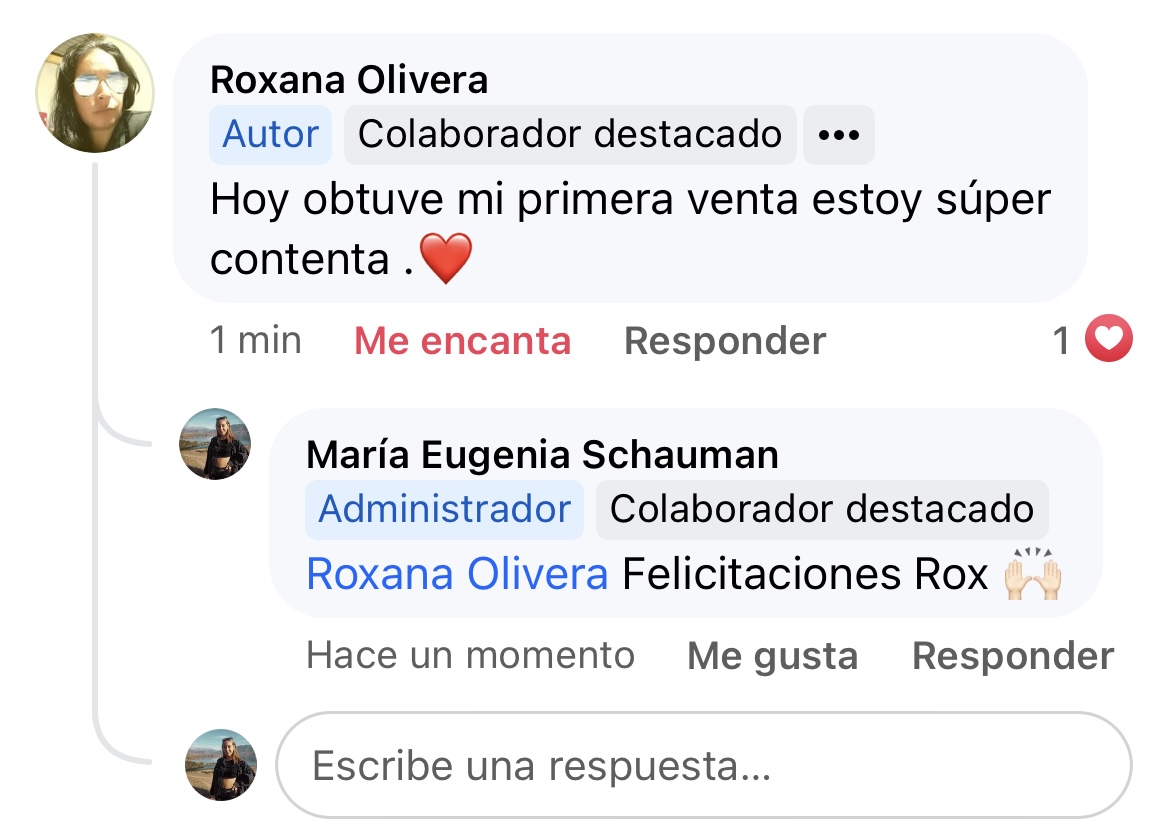 Roxana Olivera
Autor Colaborador destacado •••
Hoy obtuve mi primera venta estoy súper
contenta .❤️
1 min Me encanta Responder 1
María Eugenia Schauman
Administrador Colaborador destacado
Roxana Olivera Felicitaciones Rox 🙌🏻
Hace un momento Me gusta Responder
Escribe una respuesta...